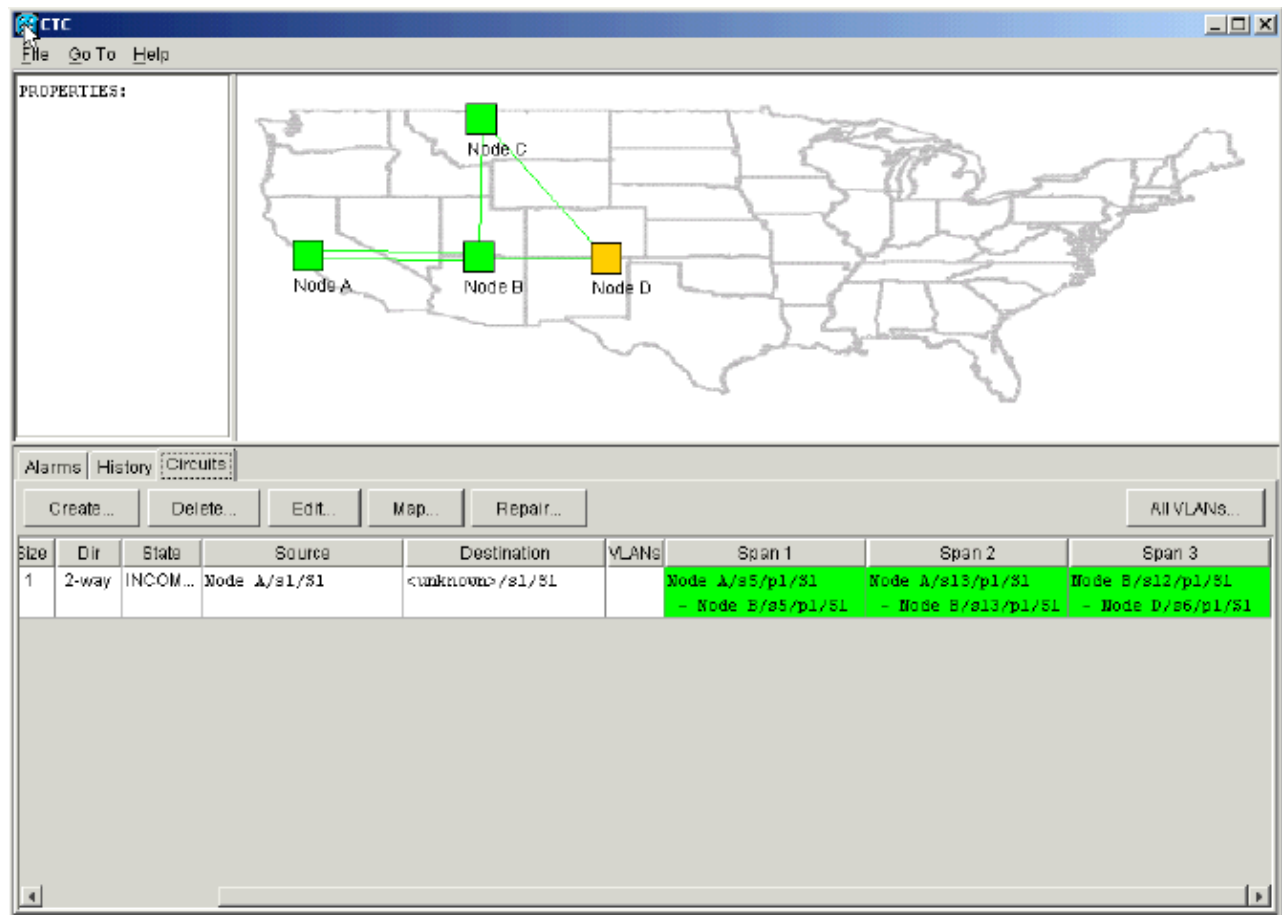 CTC
File Go To Help
PROPERTIES:
Node C
Node A
Node B
Node D
Alarms History Circuits
Create... Delete... Edit... Map... Repair... All VLANs...
Size Dir State Source Destination VLANs Span 1 Span 2 Span 3
1 2-way INCOM... Node A/s1/S1 <unknown>/s1/S1 Node A/s5/p1/S1 Node A/s13/p1/S1 Node B/s12/p1/S1
- Node B/s5/p1/S1 - Node B/s13/p1/S1 - Node D/s6/p1/S1